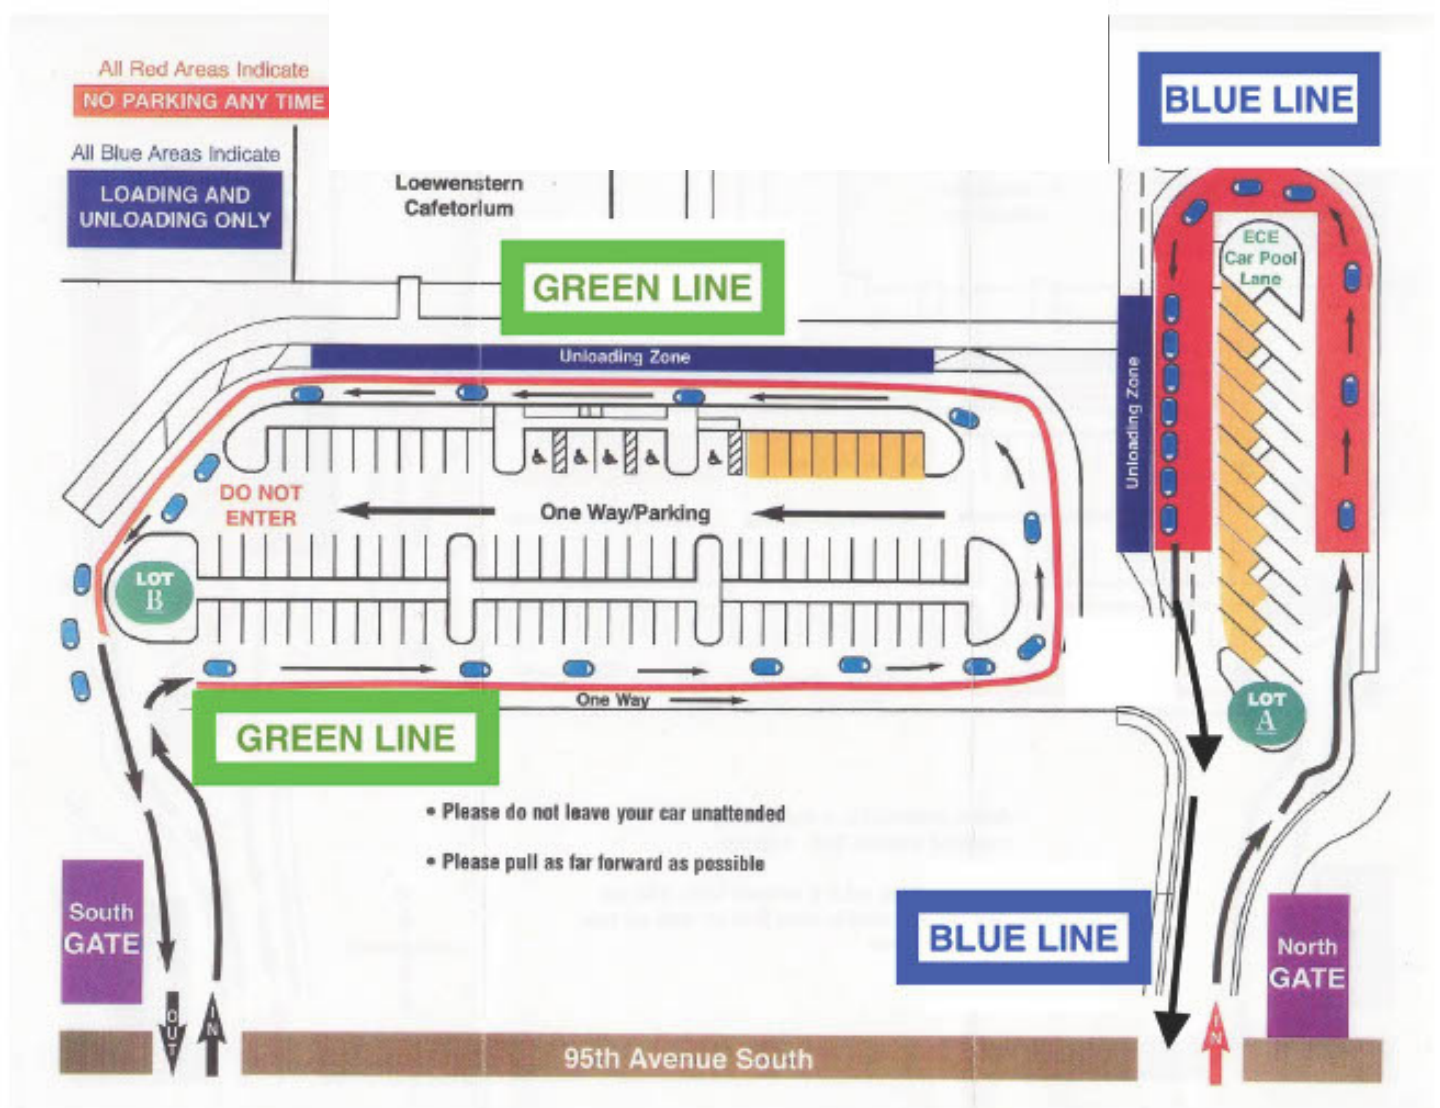 All Red Areas Indicate
NO PARKING ANY TIME
All Blue Areas Indicate
LOADING AND
UNLOADING ONLY
Loewenstern
Cafetorium
BLUE LINE
GREEN LINE
ECE
Car Pool
Lane
Unloading Zone
Unloading Zone
DO NOT
ENTER
One Way/Parking
LOT
B
One Way
GREEN LINE
LOT
A
• Please do not leave your car unattended
• Please pull as far forward as possible
South
GATE
BLUE LINE
North
GATE
OUT
IN
IN
95th Avenue South